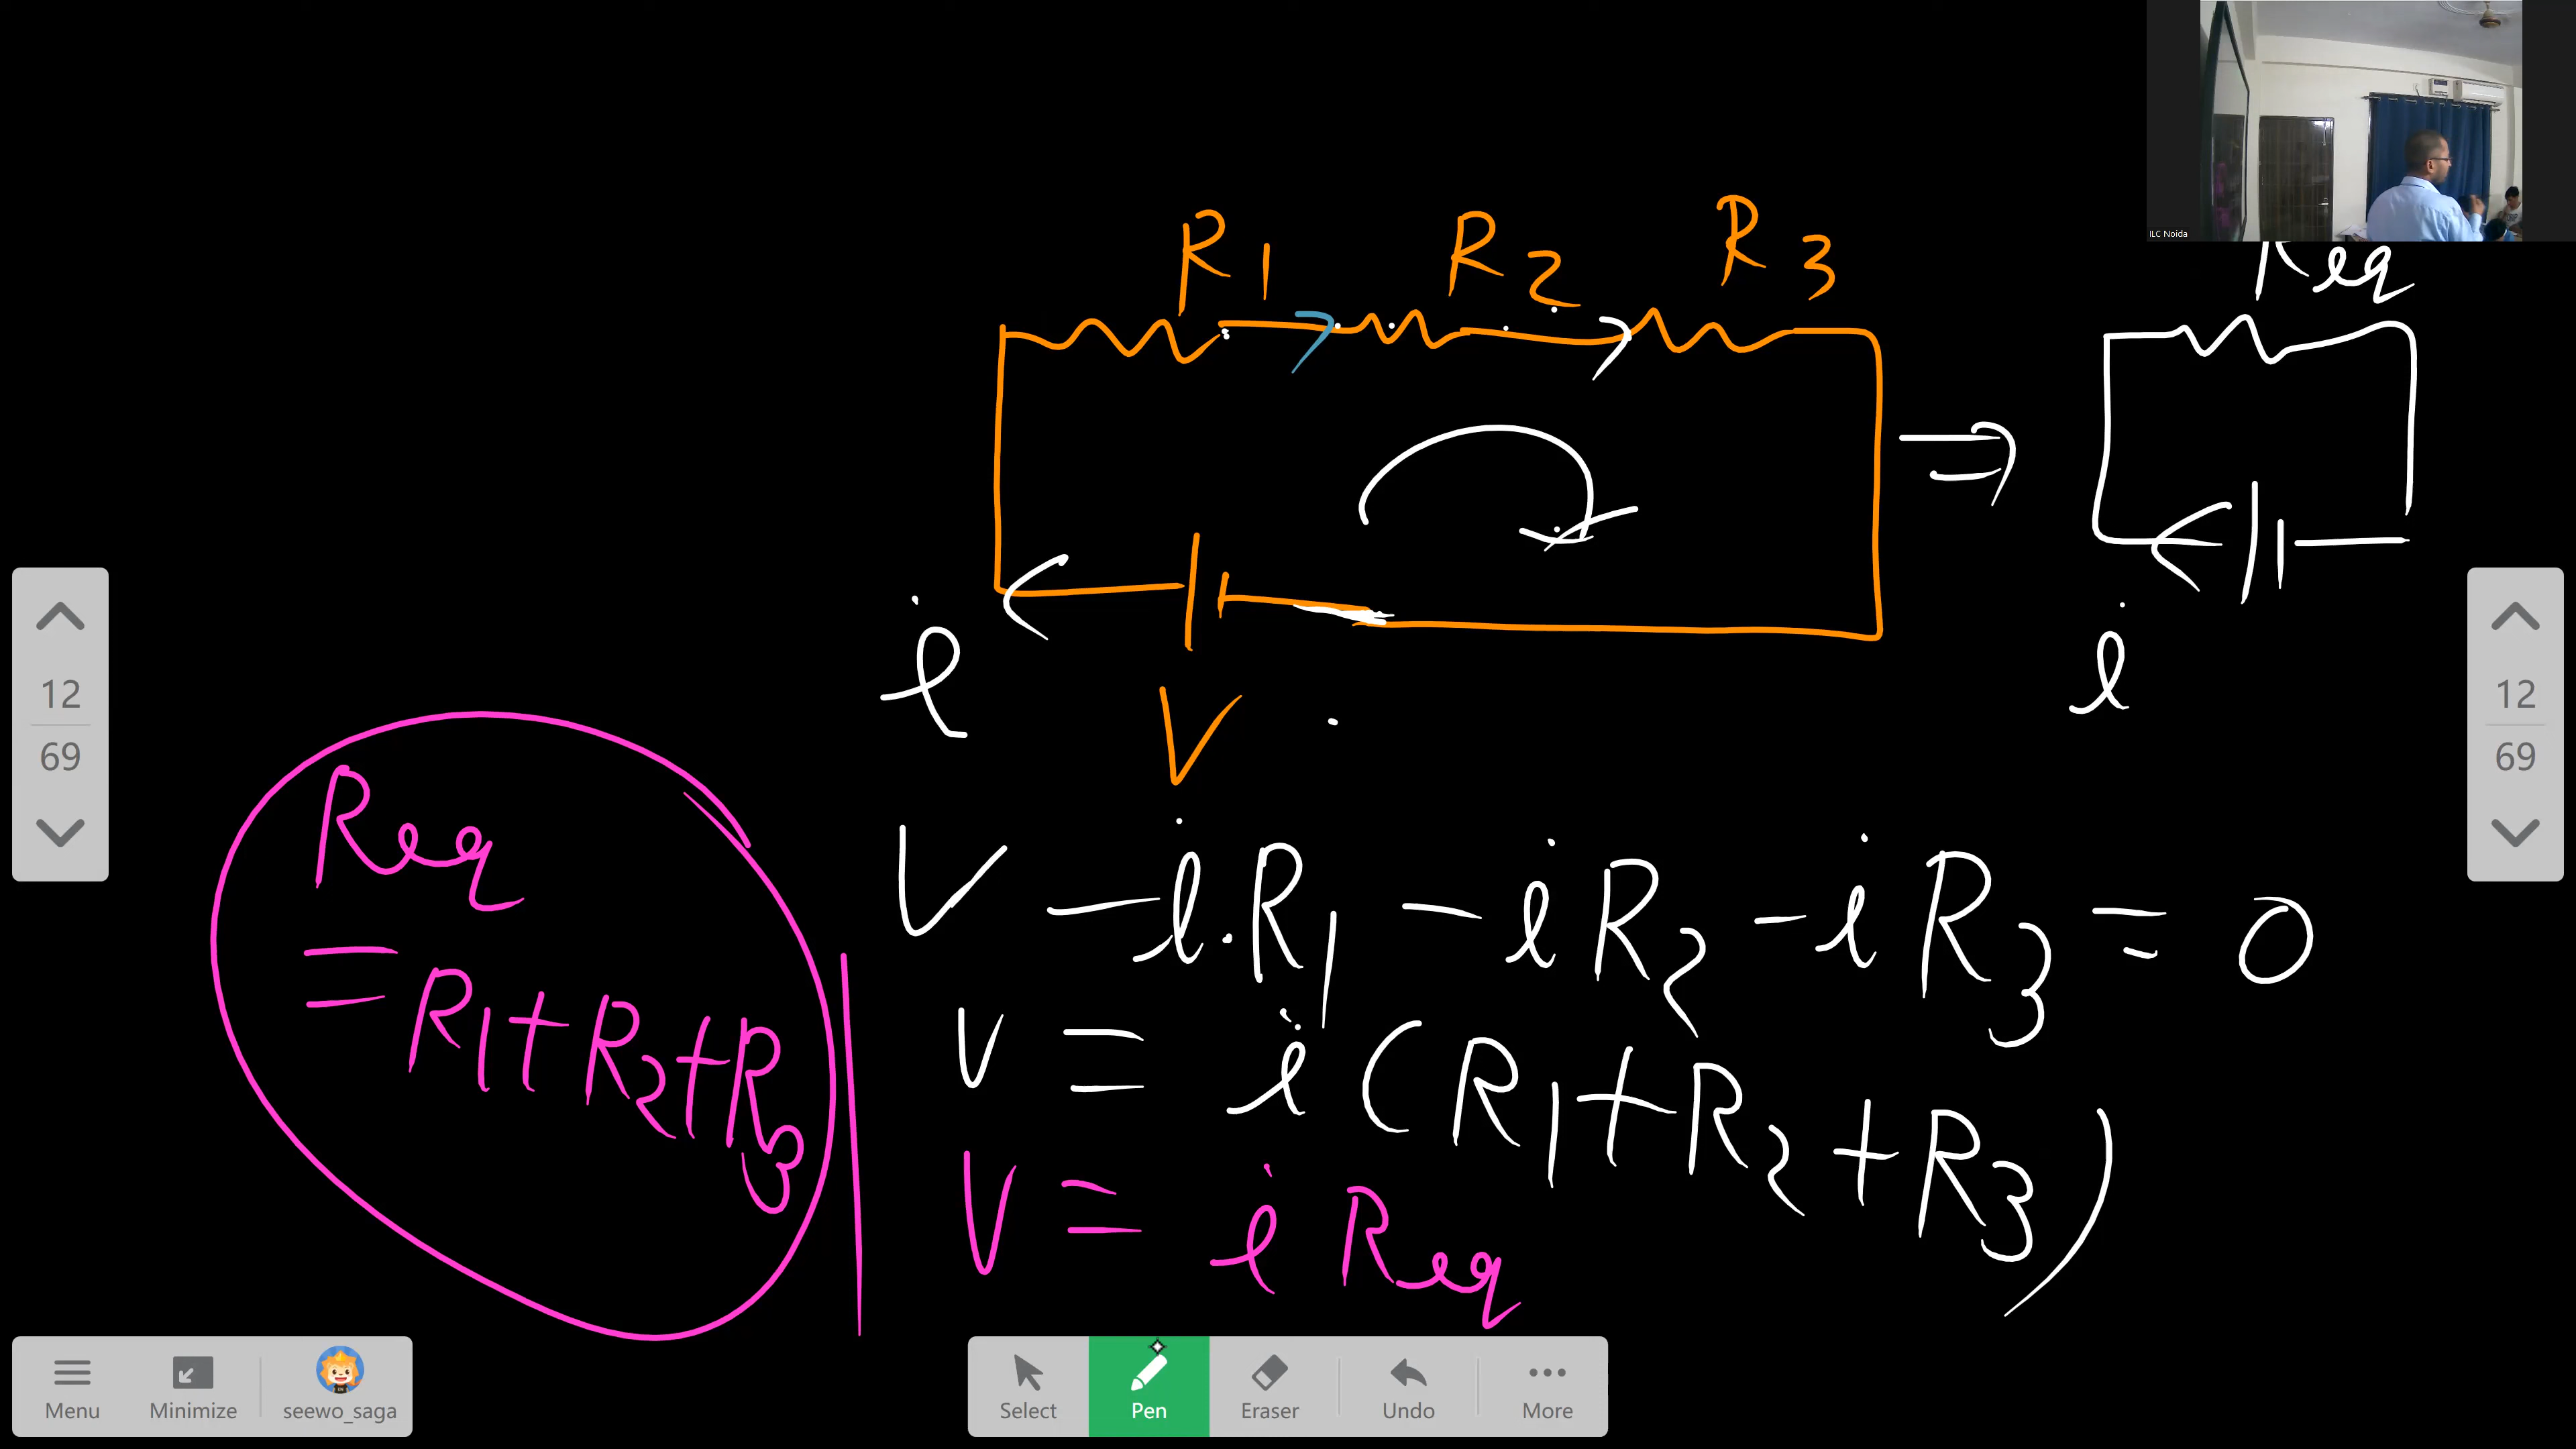 ILC Noida
R1 R2 R3
Req
i
i
V
12
69
12
69
Req
= R1+R2+R3
V - i.R1 - iR2 - iR3 = 0
V = i (R1+R2+R3)
V = i Req
Menu
Minimize
seewo_saga
Select
Pen
Eraser
Undo
More